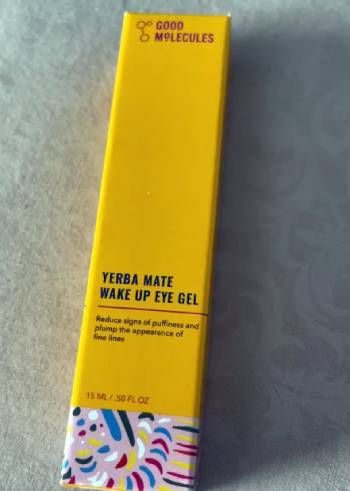 GOOD
MOLECULES
YERBA MATE
WAKE UP EYE GEL
Reduce signs of puffiness and
plump the appearance of
fine lines
15 ML / .50 FL OZ